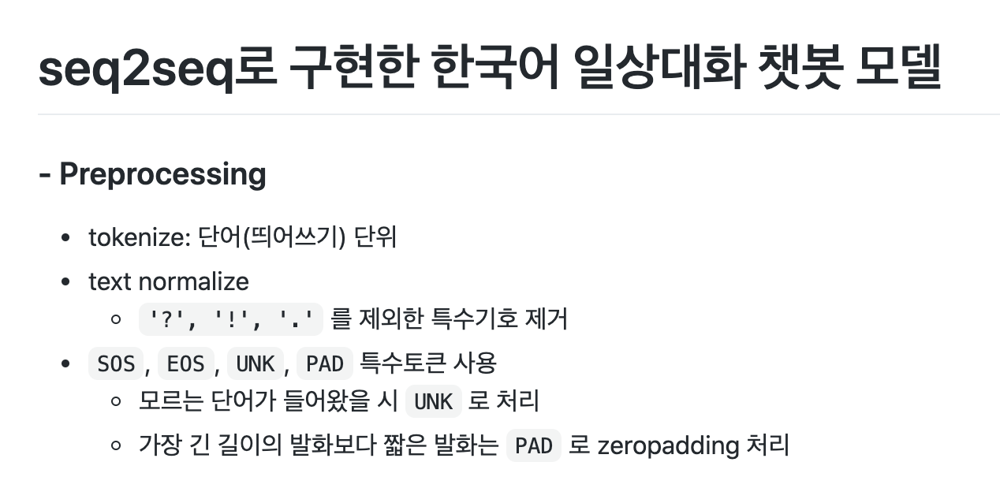 seq2seq로 구현한 한국어 일상대화 챗봇 모델
- Preprocessing
• tokenize: 단어(띄어쓰기) 단위
• text normalize
◦ '?', '!', '.' 를 제외한 특수기호 제거
• SOS, EOS, UNK, PAD 특수토큰 사용
◦ 모르는 단어가 들어왔을 시 UNK 로 처리
◦ 가장 긴 길이의 발화보다 짧은 발화는 PAD 로 zeropadding 처리